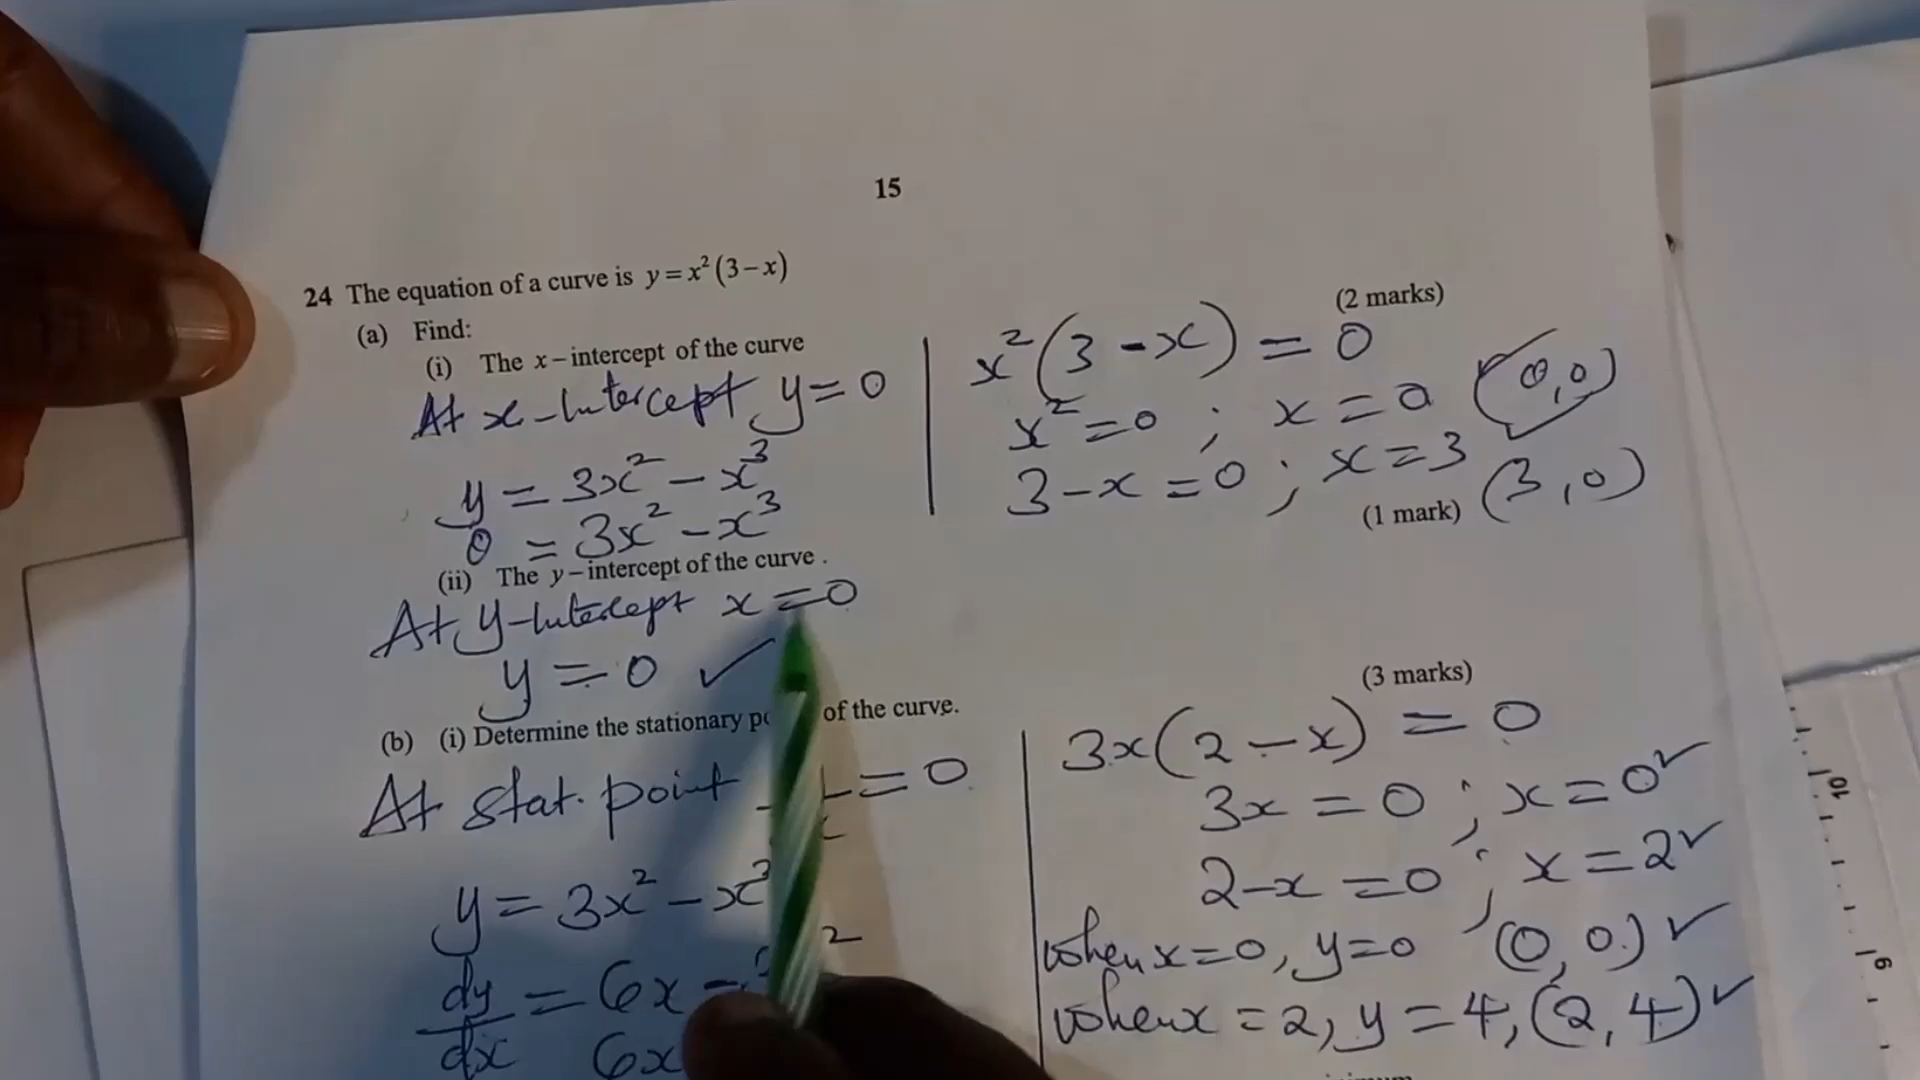 15
24 The equation of a curve is y = x² (3 – x)
(a) Find:
(2 marks)
(i) The x – intercept of the curve
At x-Intercept y = 0
y = 3x² – x³
0 = 3x² – x³
x² (3 – x) = 0
x² = 0 ; x = 0 (0,0)
3 – x = 0 ; x = 3 (3,0)
(1 mark)
(ii) The y – intercept of the curve .
At y-Intercept x = 0
y = 0 ✓
(3 marks)
(b) (i) Determine the stationary of the curve.
At stat. point = 0
y = 3x² – x³
dy/dx = 6x –
6x
3x(2 – x) = 0
3x = 0 ; x = 0 ✓
2 – x = 0 ; x = 2 ✓
when x = 0, y = 0 (0, 0) ✓
when x = 2, y = 4, (2, 4) ✓
10
9